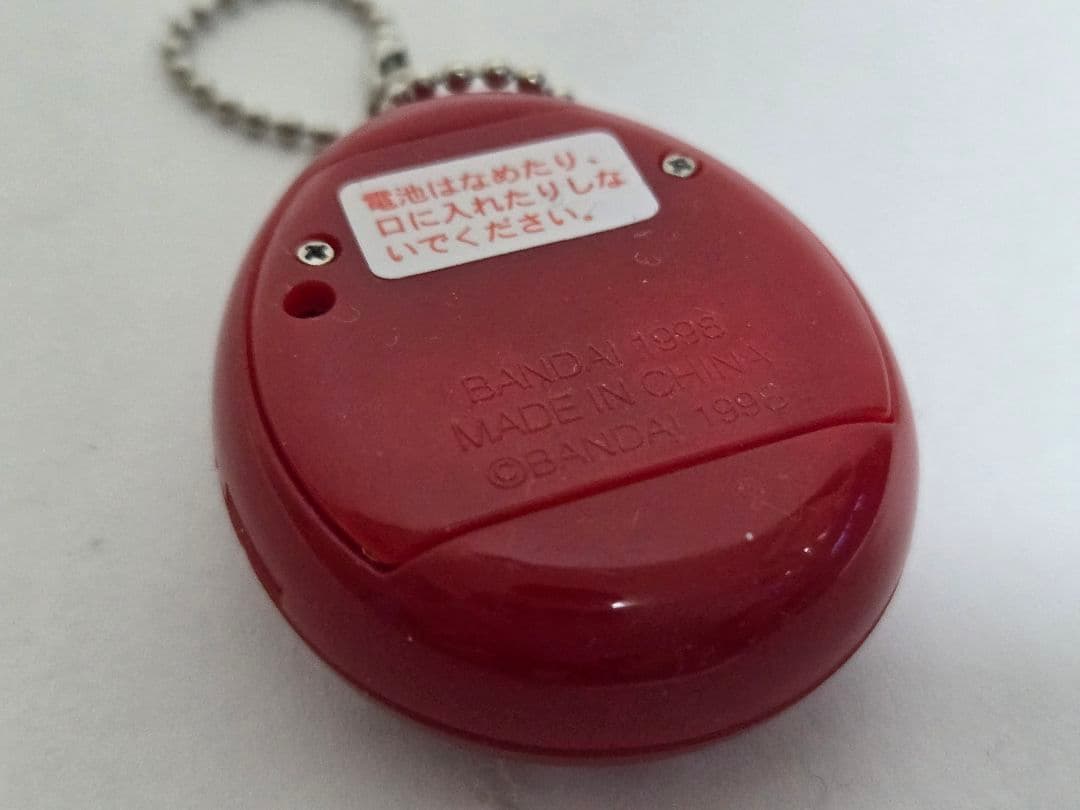 電池はなめたり、
口に入れたりしな
いでください。
BANDAI 1998
MADE IN CHINA
©BANDAI 1998